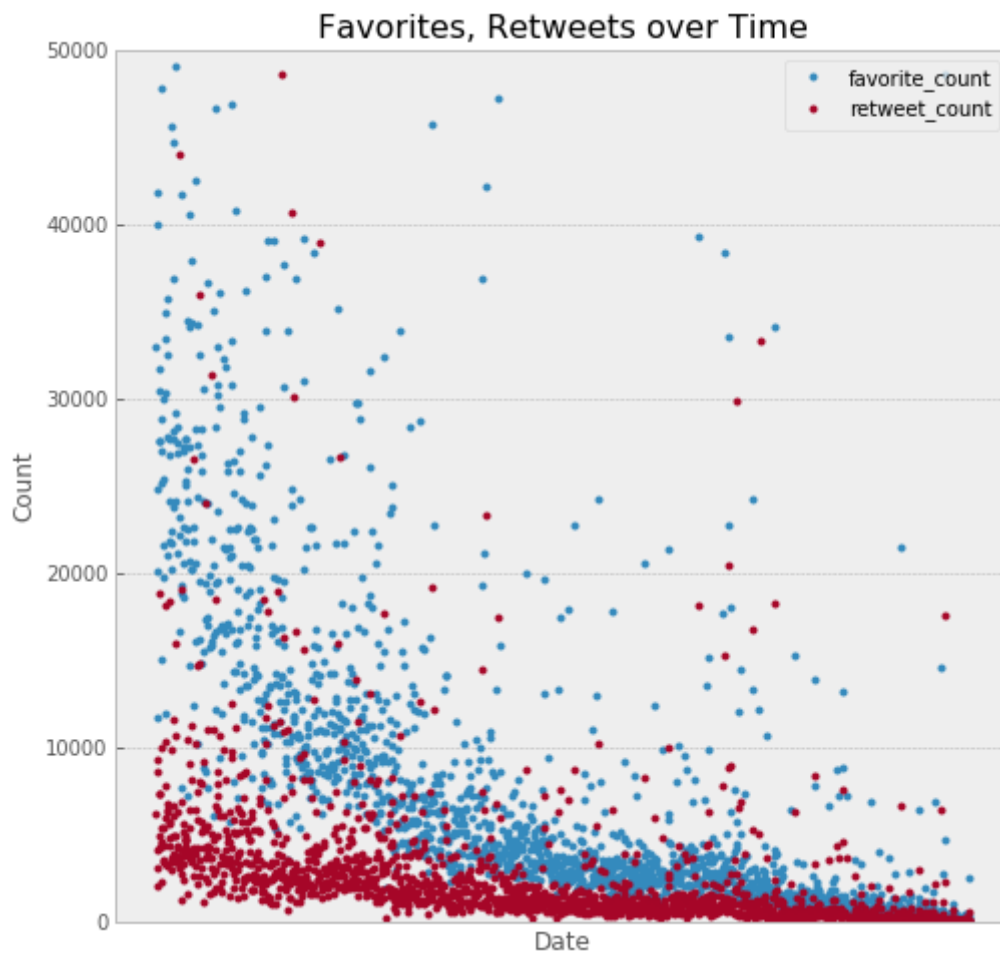 Favorites, Retweets over Time
50000
40000
30000
20000
10000
0
Count
Date
favorite_count
retweet_count